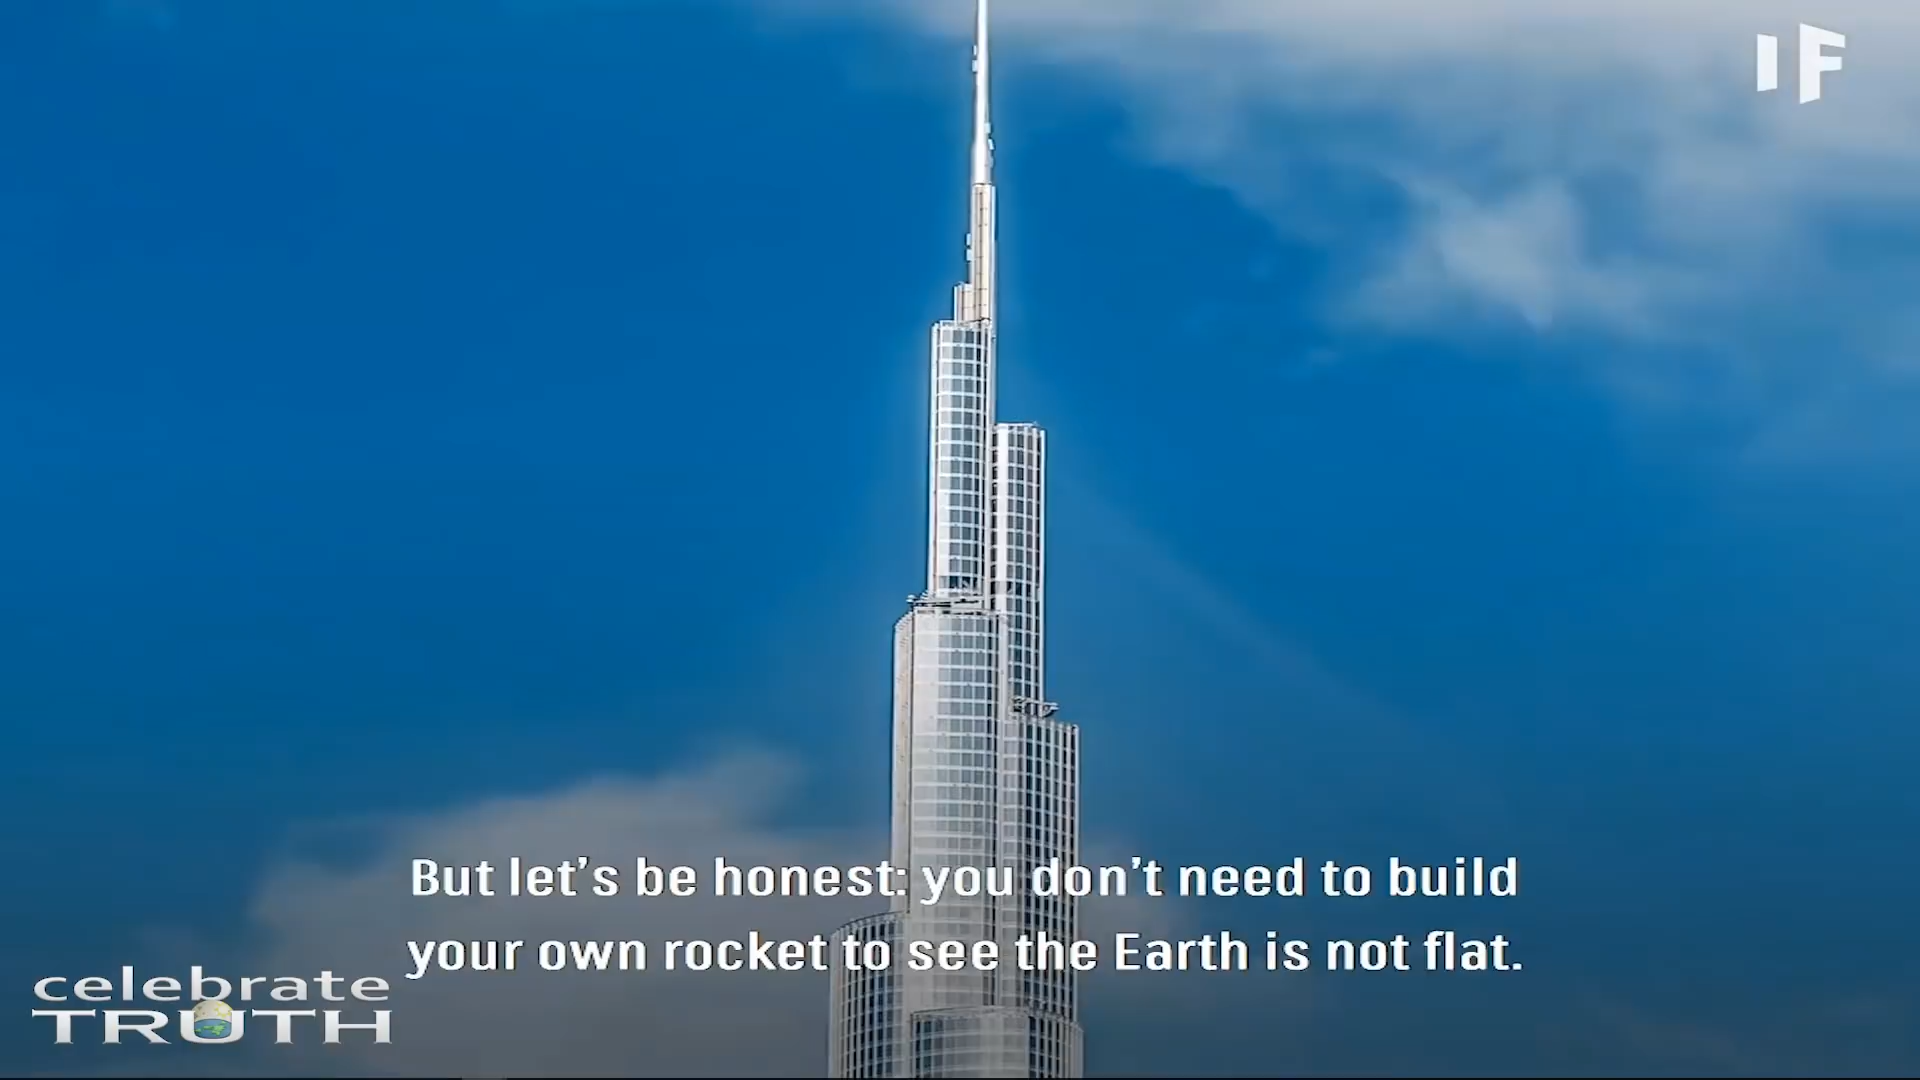 IF
But let's be honest: you don't need to build
your own rocket to see the Earth is not flat.
celebrate
TRUTH